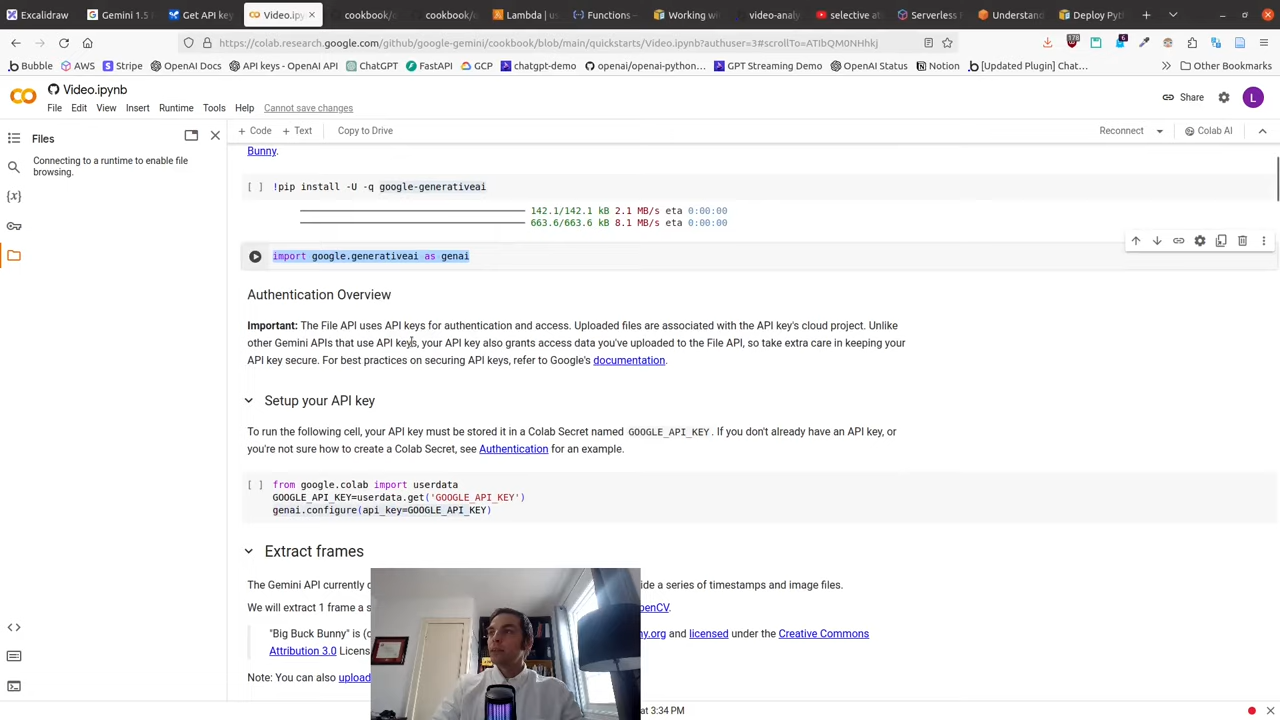 Excalidraw
Gemini 1.5
Get API key
Video.ipynb
cookbook/
cookbook/
Lambda | us
Functions -
Working wi
video-analy
selective at
Serverless
Understan
Deploy Pyt
https://colab.research.google.com/github/google-gemini/cookbook/blob/main/quickstarts/Video.ipynb?authuser=3#scrollTo=ATIbQM0NHhkj
178
6
Bubble
AWS
Stripe
OpenAI Docs
API keys - OpenAI API
ChatGPT
FastAPI
GCP
chatgpt-demo
openai/openai-python...
GPT Streaming Demo
OpenAI Status
Notion
[Updated Plugin] Chat...
Other Bookmarks
Video.ipynb
File Edit View Insert Runtime Tools Help Cannot save changes
Share
L
Files
+ Code + Text Copy to Drive
Reconnect
Colab AI
Connecting to a runtime to enable file
browsing.
Bunny.
[ ] !pip install -U -q google-generativeai
142.1/142.1 kB 2.1 MB/s eta 0:00:00
663.6/663.6 kB 8.1 MB/s eta 0:00:00
import google.generativeai as genai
Authentication Overview
Important: The File API uses API keys for authentication and access. Uploaded files are associated with the API key's cloud project. Unlike
other Gemini APIs that use API keys, your API key also grants access data you've uploaded to the File API, so take extra care in keeping your
API key secure. For best practices on securing API keys, refer to Google's documentation.
Setup your API key
To run the following cell, your API key must be stored it in a Colab Secret named GOOGLE_API_KEY. If you don't already have an API key, or
you're not sure how to create a Colab Secret, see Authentication for an example.
[ ] from google.colab import userdata
GOOGLE_API_KEY=userdata.get('GOOGLE_API_KEY')
genai.configure(api_key=GOOGLE_API_KEY)
Extract frames
The Gemini API currently
ide a series of timestamps and image files.
We will extract 1 frame a s
penCV.
"Big Buck Bunny" is (c
ny.org and licensed under the Creative Commons
Attribution 3.0 Licens
Note: You can also upload
at 3:34 PM